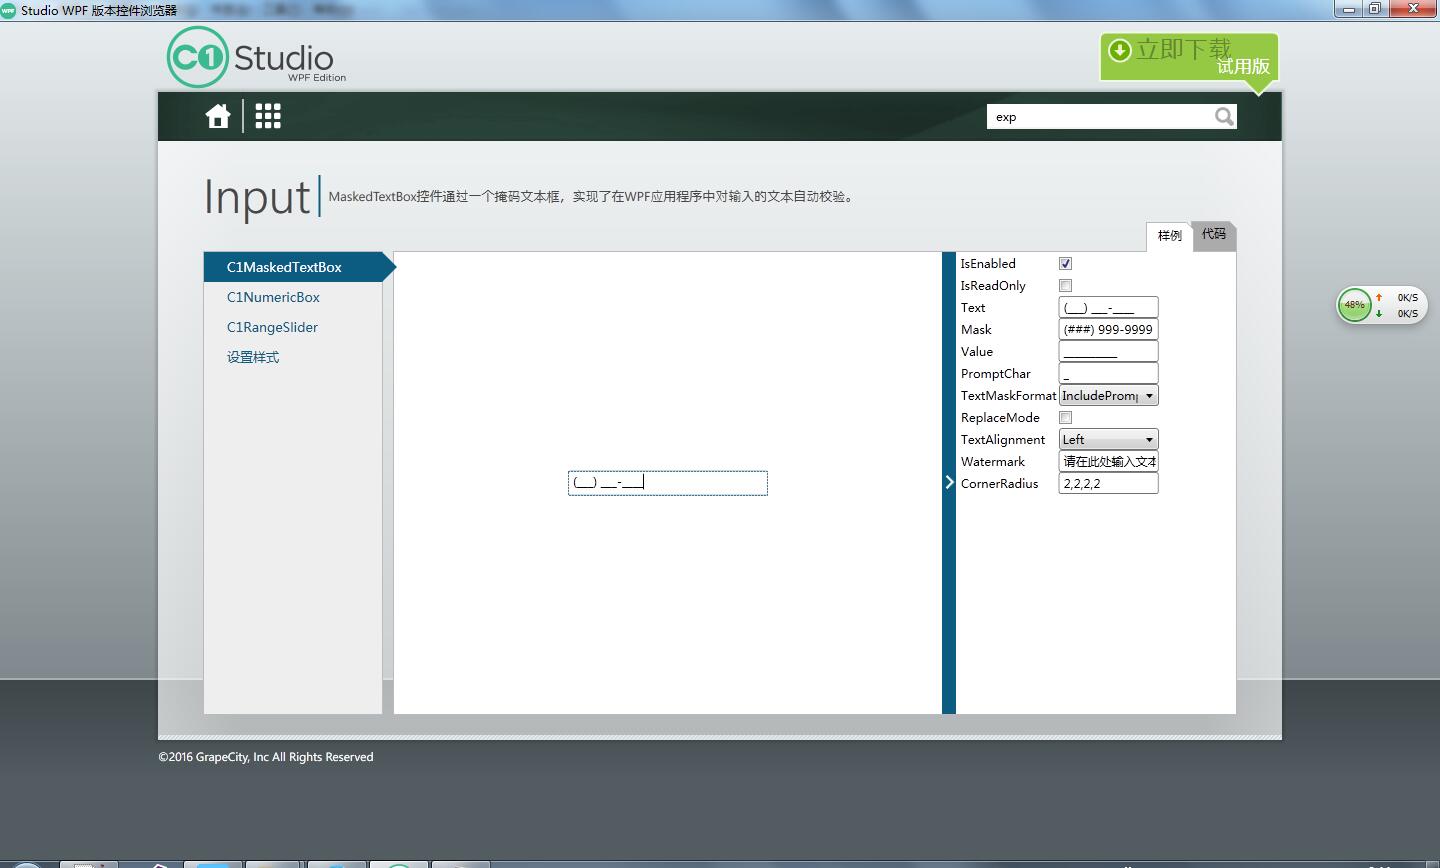 Studio WPF 版本控件浏览器
C1 Studio
WPF Edition
立即下载
试用版
exp
Input
MaskedTextBox控件通过一个掩码文本框，实现了在WPF应用程序中对输入的文本自动校验。
样例
代码
C1MaskedTextBox
C1NumericBox
C1RangeSlider
设置样式
(___) ___-____
IsEnabled
IsReadOnly
Text (___) ___-____
Mask (###) 999-9999
Value __________
PromptChar _
TextMaskFormat IncludePromp
ReplaceMode
TextAlignment Left
Watermark 请在此处输入文本
CornerRadius 2,2,2,2
48%
0K/S
0K/S
©2016 GrapeCity, Inc All Rights Reserved